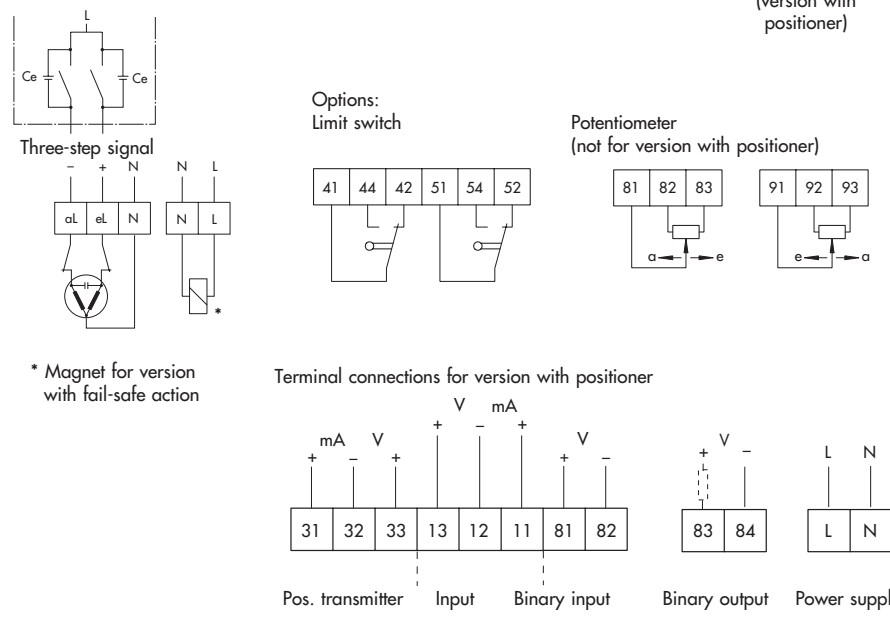 (version with
positioner)
L
Ce
Ce
Three-step signal
– + N N L
aL eL N N L
*
* Magnet for version
with fail-safe action
Options:
Limit switch
41 44 42 51 54 52
Potentiometer
(not for version with positioner)
81 82 83 91 92 93
a e e a
Terminal connections for version with positioner
V mA
+ – +
mA V V V
+ – + + – + – L N
31 32 33 13 12 11 81 82 83 84 L N
Pos. transmitter Input Binary input Binary output Power suppl